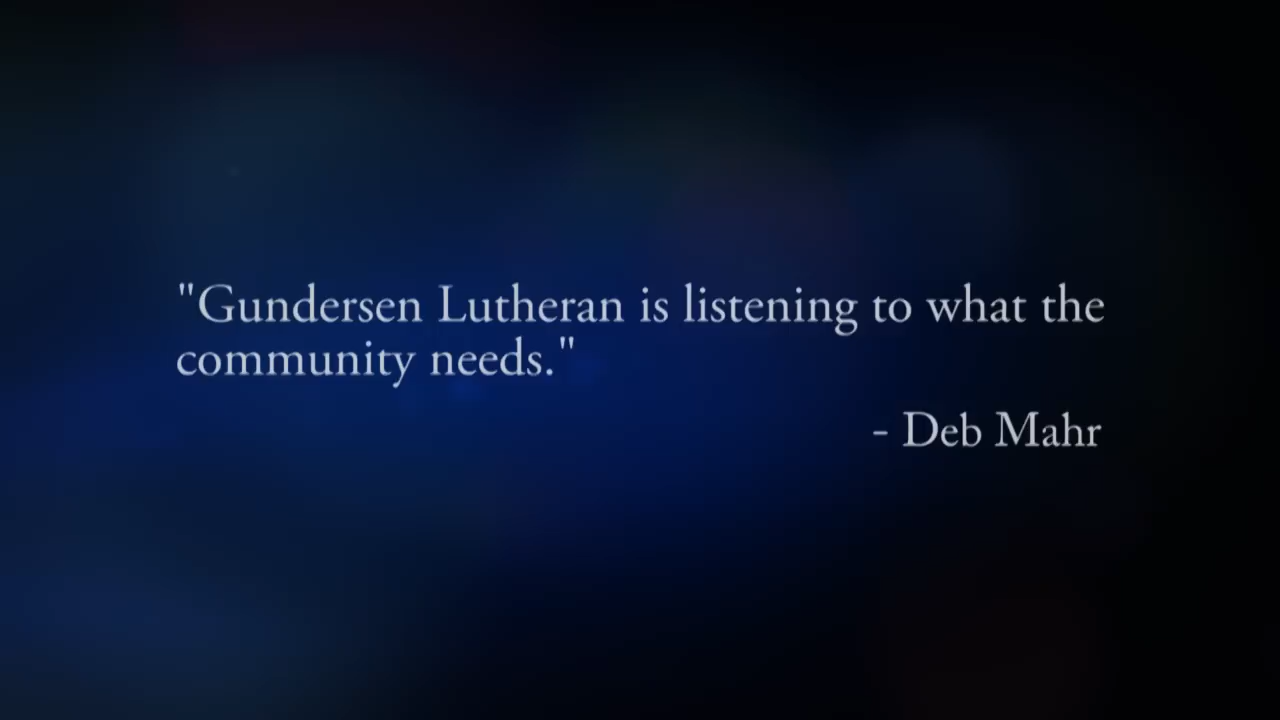 "Gundersen Lutheran is listening to what the
community needs."
- Deb Mahr